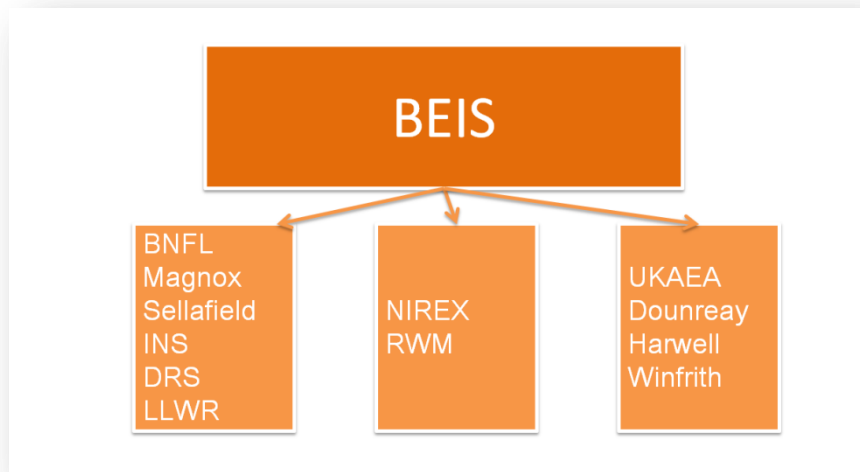 BEIS
BNFL
Magnox
Sellafield
INS
DRS
LLWR
NIREX
RWM
UKAEA
Dounreay
Harwell
Winfrith